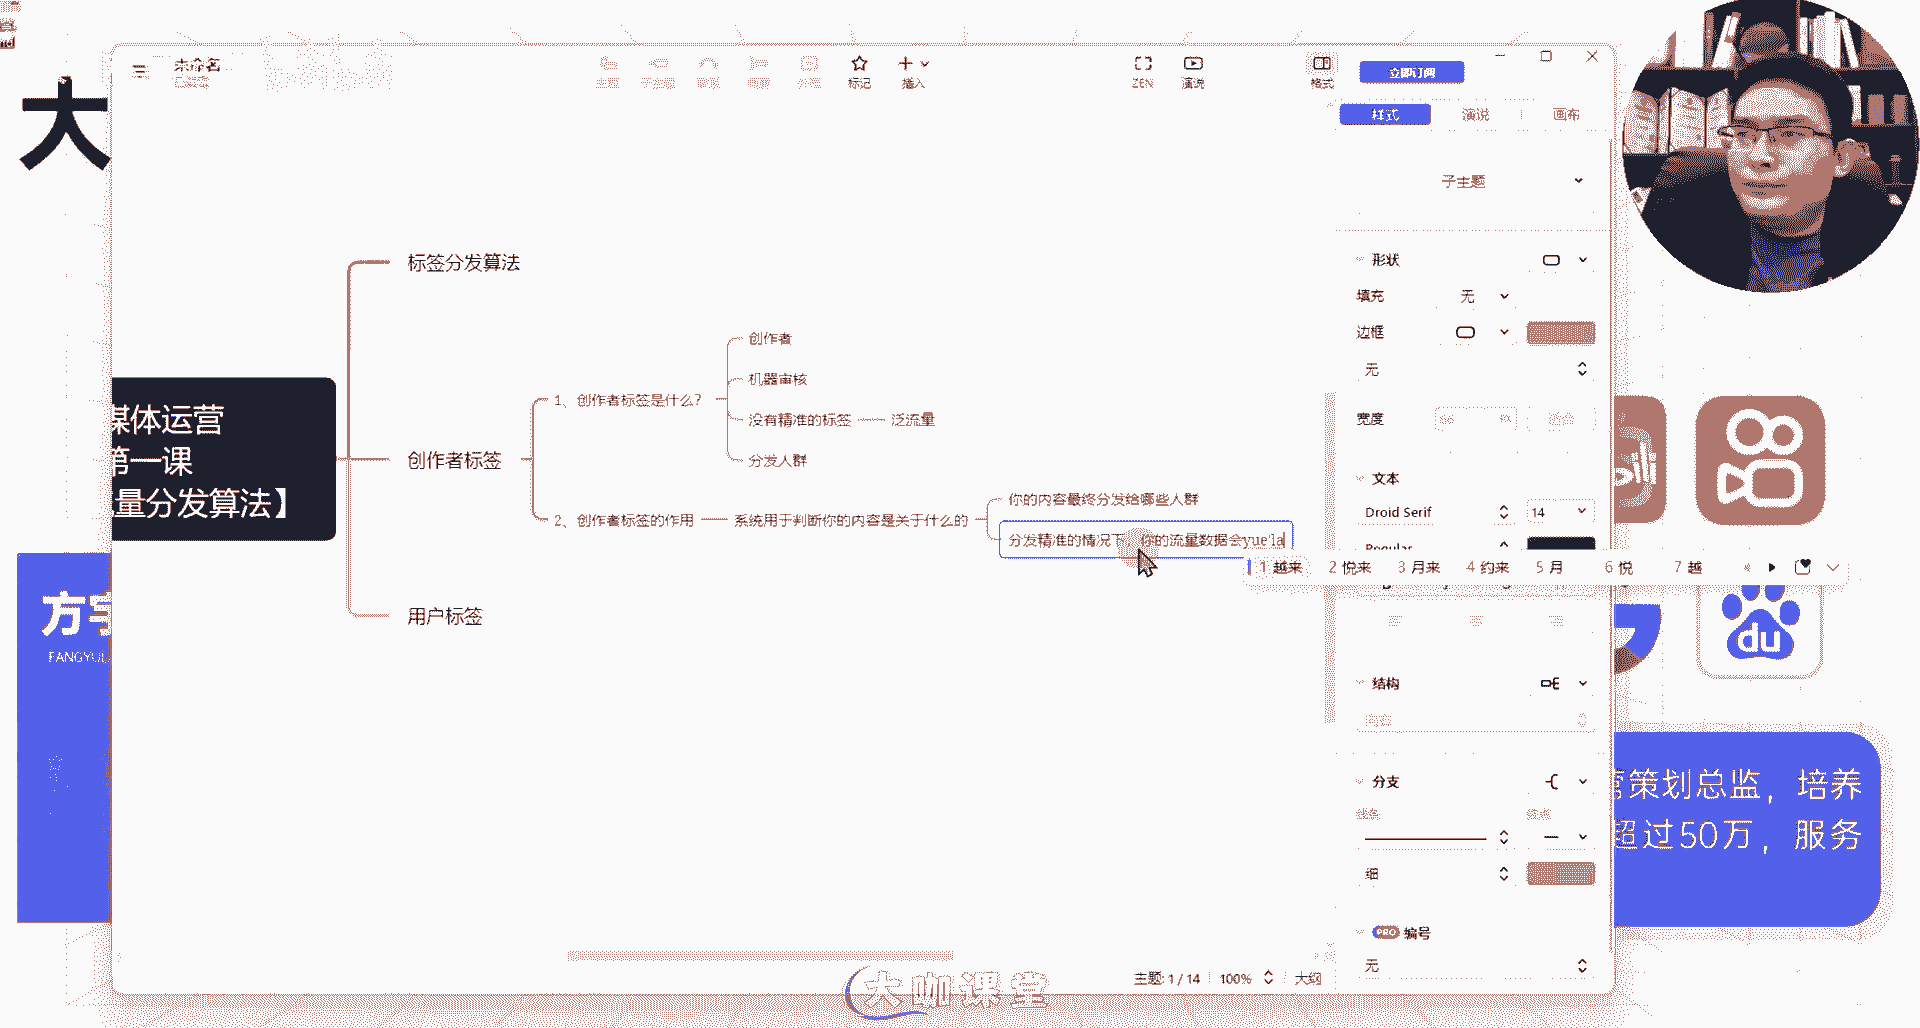 大
未命名
标记
插入
ZEN
演说
格式
立即订阅
样式
演说
画布
子主题
形状
填充
无
边框
无
宽度
文本
Droid Serif
14
Regular
结构
分支
细
PRO 编号
无
标签分发算法
媒体运营
第一课
量分发算法】
创作者标签
1、创作者标签是什么？
创作者
机器审核
没有精准的标签
泛流量
分发人群
2、创作者标签的作用
系统用于判断你的内容是关于什么的
你的内容最终分发给哪些人群
分发精准的情况下，你的流量数据会yue'la
1 越来 2 悦来 3 月来 4 约来 5 月 6 悦 7 越
用户标签
方宇
FANGYU
du
策划总监，培养
超过50万，服务
主题: 1 / 14
100%
大纲
大咖课堂